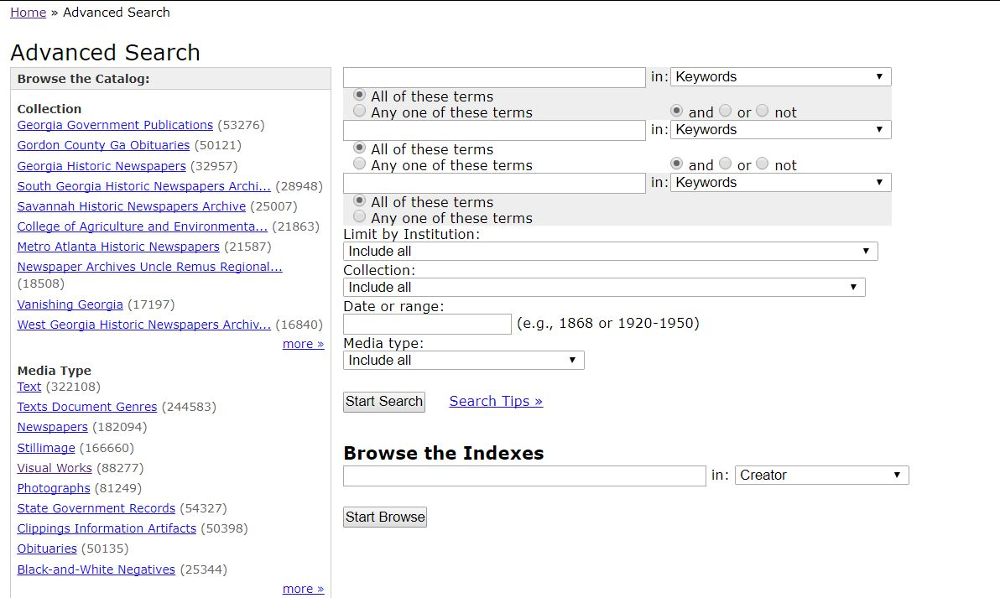 Home » Advanced Search
Advanced Search
Browse the Catalog:
Collection
Georgia Government Publications (53276)
Gordon County Ga Obituaries (50121)
Georgia Historic Newspapers (32957)
South Georgia Historic Newspapers Archi... (28948)
Savannah Historic Newspapers Archive (25007)
College of Agriculture and Environmenta... (21863)
Metro Atlanta Historic Newspapers (21587)
Newspaper Archives Uncle Remus Regional...
(18508)
Vanishing Georgia (17197)
West Georgia Historic Newspapers Archiv... (16840)
more »
Media Type
Text (322108)
Texts Document Genres (244583)
Newspapers (182094)
Stillimage (166660)
Visual Works (88277)
Photographs (81249)
State Government Records (54327)
Clippings Information Artifacts (50398)
Obituaries (50135)
Black-and-White Negatives (25344)
more »
in: Keywords
All of these terms
Any one of these terms and or not
in: Keywords
All of these terms
Any one of these terms and or not
in: Keywords
All of these terms
Any one of these terms
Limit by Institution:
Include all
Collection:
Include all
Date or range:
(e.g., 1868 or 1920-1950)
Media type:
Include all
Start Search Search Tips »
Browse the Indexes
in: Creator
Start Browse